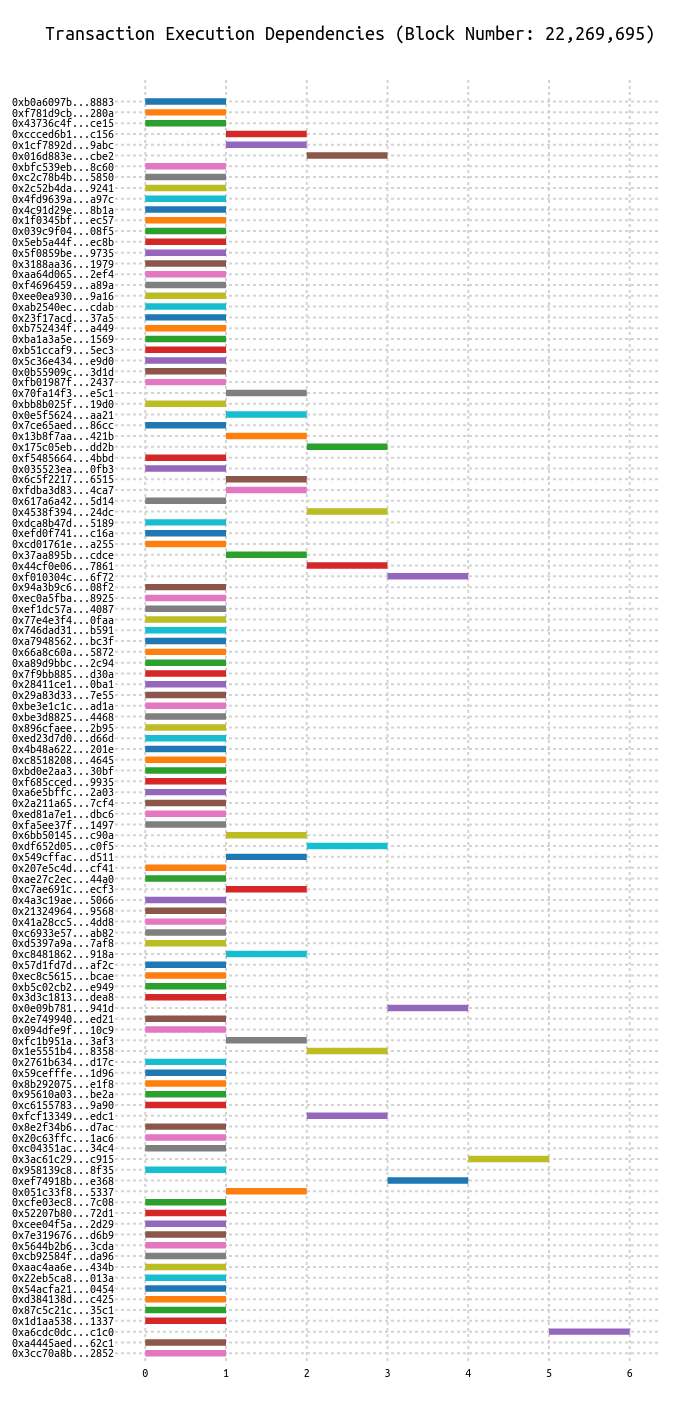 Transaction Execution Dependencies (Block Number: 22,269,695)
0xb0a6097b...8883
0xf781d9cb...280a
0x43736c4f...ce15
0xccced6b1...c156
0x1cf7892d...9abc
0x016d883e...cbe2
0xbfc539eb...8c60
0xc2c78b4b...5850
0x2c52b4da...9241
0x4fd9639a...a97c
0x4c91d29e...8b1a
0x1f0345bf...ec57
0x039c9f04...08f5
0x5eb5a44f...ec8b
0x5f0859be...9735
0x3188aa36...1979
0xaa64d065...2ef4
0xf4696459...a89a
0xee0ea930...9a16
0xab2540ec...cdab
0x23f17acd...37a5
0xb752434f...a449
0xba1a3a5e...1569
0xb51ccaf9...5ec3
0x5c36e434...e9d0
0x0b55909c...3d1d
0xfb01987f...2437
0x70fa14f3...e5c1
0xbb8b025f...19d0
0x0e5f5624...aa21
0x7ce65aed...86cc
0x13b8f7aa...421b
0x175c05eb...dd2b
0xf5485664...4bbd
0x035523ea...0fb3
0x6c5f2217...6515
0xfdba3d83...4ca7
0x617a6a42...5d14
0x4538f394...24dc
0xdca8b47d...5189
0xefd0f741...c16a
0xcd01761e...a255
0x37aa895b...cdce
0x44cf0e06...7861
0xf010304c...6f72
0x94a3b9c6...08f2
0xec0a5fba...8925
0xef1dc57a...4087
0x77e4e3f4...0faa
0x746dad31...b591
0xa7948562...bc3f
0x66a8c60a...5872
0xa89d9bbc...2c94
0x7f9bb885...d30a
0x28411ce1...0ba1
0x29a83d33...7e55
0xbe3e1c1c...ad1a
0xbe3d8825...4468
0x896cfaee...2b95
0xed23d7d0...d66d
0x4b48a622...201e
0xc8518208...4645
0xbd0e2aa3...30bf
0xf685cced...9935
0xa6e5bffc...2a03
0x2a211a65...7cf4
0xed81a7e1...dbc6
0xfa5ee37f...1497
0x6bb50145...c90a
0xdf652d05...c0f5
0x549cffac...d511
0x207e5c4d...cf41
0xae27c2ec...44a0
0xc7ae691c...ecf3
0x4a3c19ae...5066
0x21324964...9568
0x41a28cc5...4dd8
0xc6933e57...ab82
0xd5397a9a...7af8
0xc8481862...918a
0x57d1fd7d...af2c
0xec8c5615...bcae
0xb5c02cb2...e949
0x3d3c1813...dea8
0x0e09b781...941d
0x2e749940...ed21
0x094dfe9f...10c9
0xfc1b951a...3af3
0x1e5551b4...8358
0x2761b634...d17c
0x59cefffe...1d96
0x8b292075...e1f8
0x95610a03...be2a
0xc6155783...9a90
0xfcf13349...edc1
0x8e2f34b6...d7ac
0x20c63ffc...1ac6
0xc04351ac...34c4
0x3ac61c29...c915
0x958139c8...8f35
0xef74918b...e368
0x051c33f8...5337
0xcfe03ec8...7c08
0x52207b80...72d1
0xcee04f5a...2d29
0x7e319676...d6b9
0x5644b2b6...3cda
0xcb92584f...da96
0xaac4aa6e...434b
0x22eb5ca8...013a
0x54acfa21...0454
0xd384138d...c425
0x87c5c21c...35c1
0x1d1aa538...1337
0xa6cdc0dc...c1c0
0xa4445aed...62c1
0x3cc70a8b...2852
0 1 2 3 4 5 6